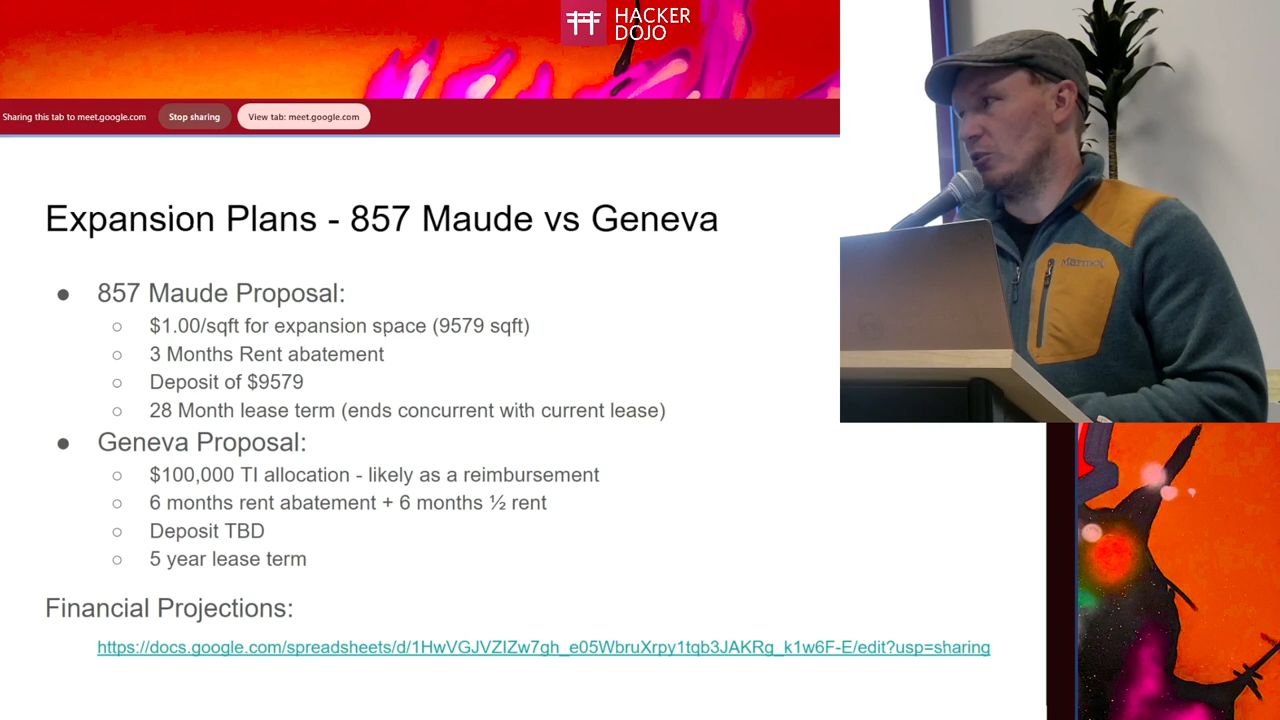 HACKER
DOJO
Sharing this tab to meet.google.com
Stop sharing
View tab: meet.google.com
Expansion Plans - 857 Maude vs Geneva
● 857 Maude Proposal:
○ $1.00/sqft for expansion space (9579 sqft)
○ 3 Months Rent abatement
○ Deposit of $9579
○ 28 Month lease term (ends concurrent with current lease)
● Geneva Proposal:
○ $100,000 TI allocation - likely as a reimbursement
○ 6 months rent abatement + 6 months ½ rent
○ Deposit TBD
○ 5 year lease term
Financial Projections:
https://docs.google.com/spreadsheets/d/1HwVGJVZIZw7gh_e05WbruXrpy1tqb3JAKRg_k1w6F-E/edit?usp=sharing
Marmot